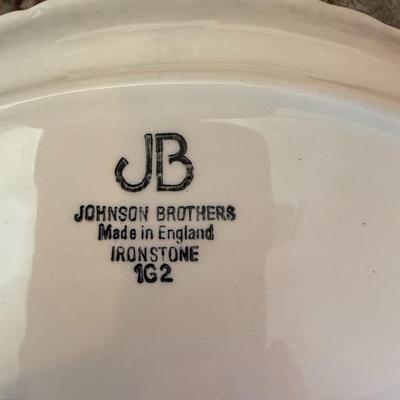 JB
JOHNSON BROTHERS
Made in England
IRONSTONE
1G2